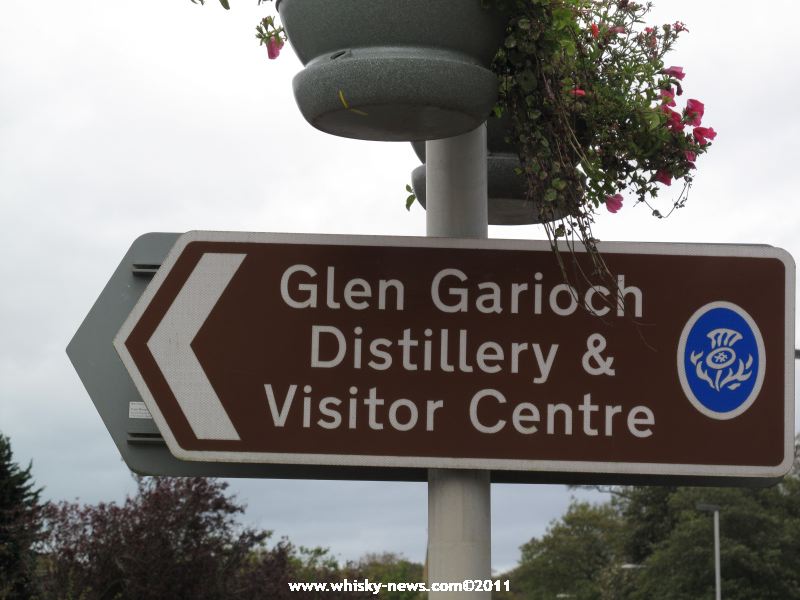 Glen Garioch
Distillery &
Visitor Centre
www.whisky-news.com©2011